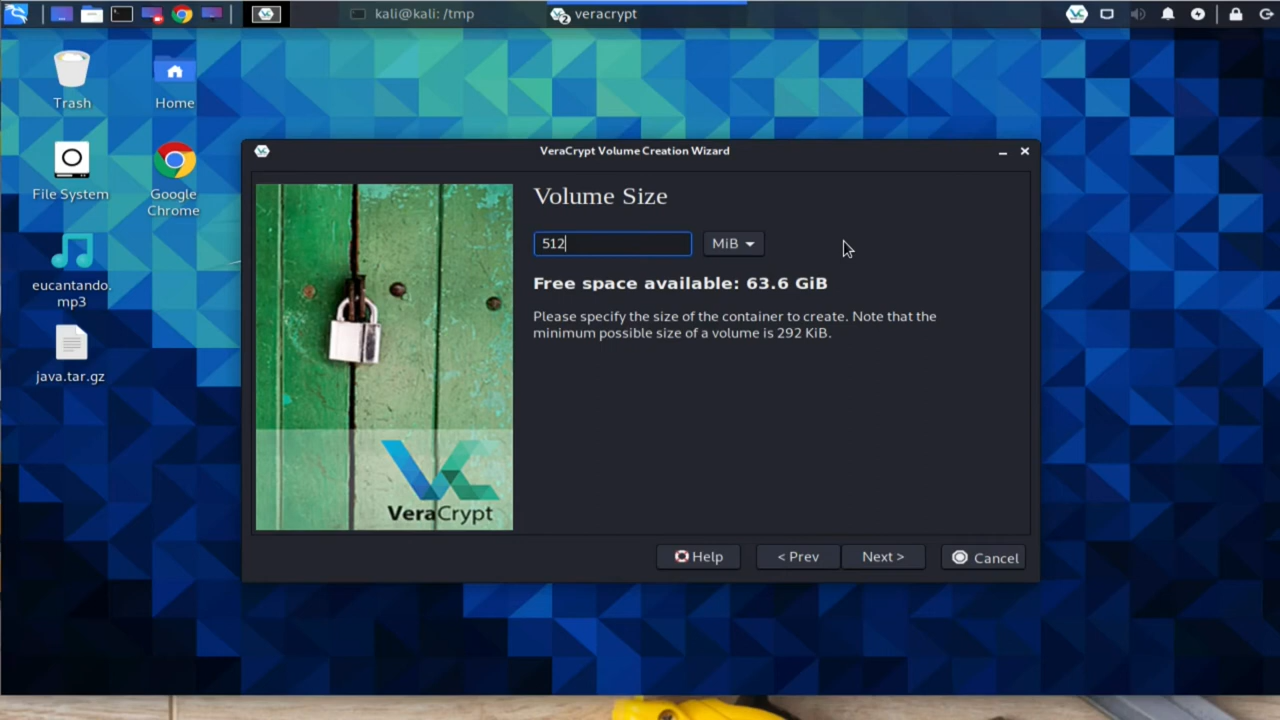 kali@kali: /tmp
veracrypt
Trash
Home
File System
Google
Chrome
eucantando.
mp3
java.tar.gz
VeraCrypt Volume Creation Wizard
Volume Size
512
MiB
Free space available: 63.6 GiB
Please specify the size of the container to create. Note that the
minimum possible size of a volume is 292 KiB.
VeraCrypt
Help
< Prev
Next >
Cancel